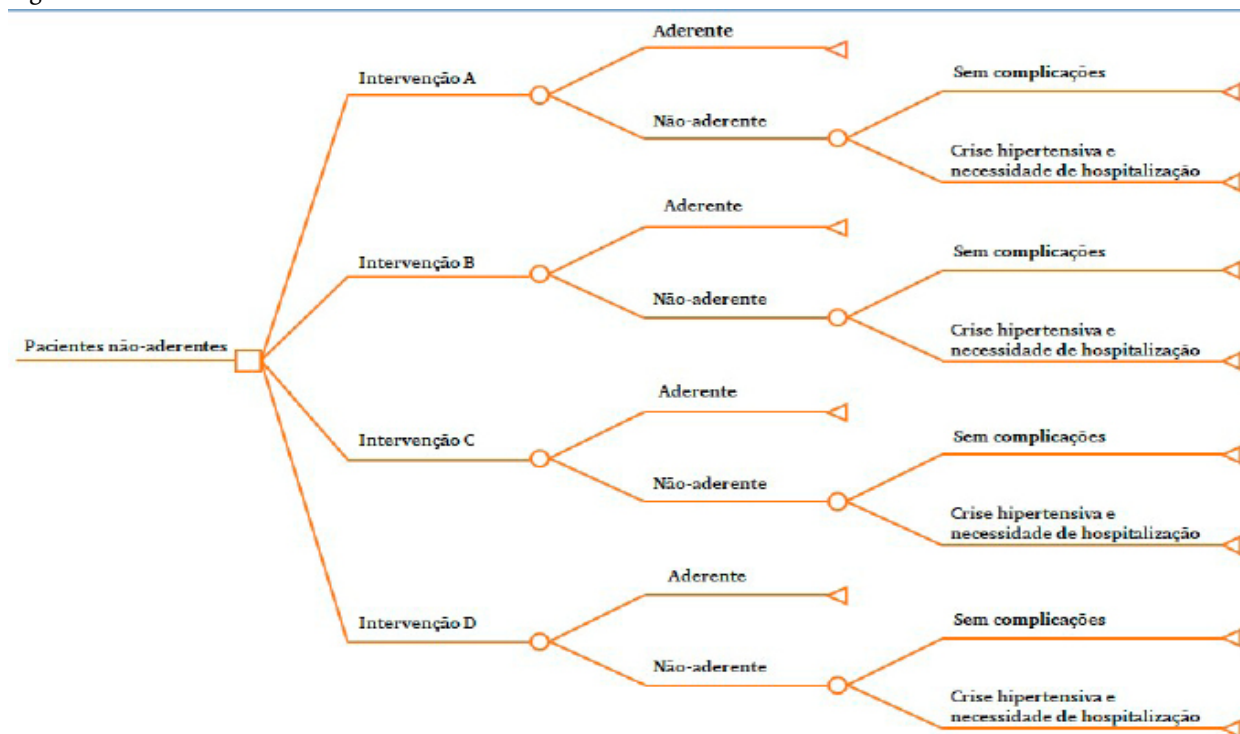 Aderente
Intervenção A
Sem complicações
Não-aderente
Crise hipertensiva e
necessidade de hospitalização
Aderente
Intervenção B
Sem complicações
Não-aderente
Crise hipertensiva e
necessidade de hospitalização
Pacientes não-aderentes
Aderente
Intervenção C
Sem complicações
Não-aderente
Crise hipertensiva e
necessidade de hospitalização
Aderente
Intervenção D
Sem complicações
Não-aderente
Crise hipertensiva e
necessidade de hospitalização